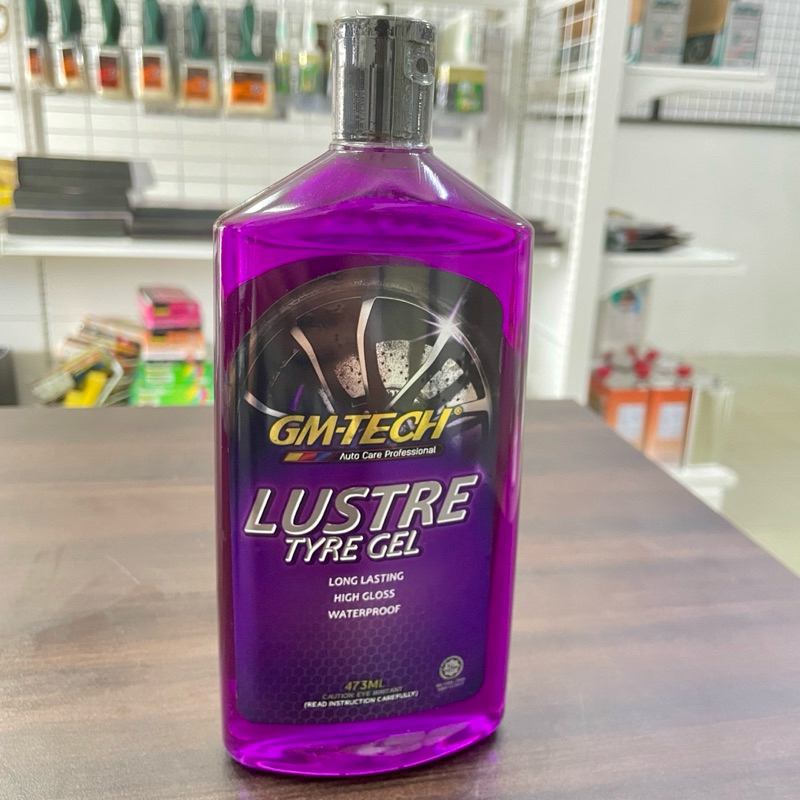 GM-TECH®
Auto Care Professional
LUSTRE
TYRE GEL
LONG LASTING
HIGH GLOSS
WATERPROOF
473ML
CAUTION: EYE IRRITANT
(READ INSTRUCTION CAREFULLY)